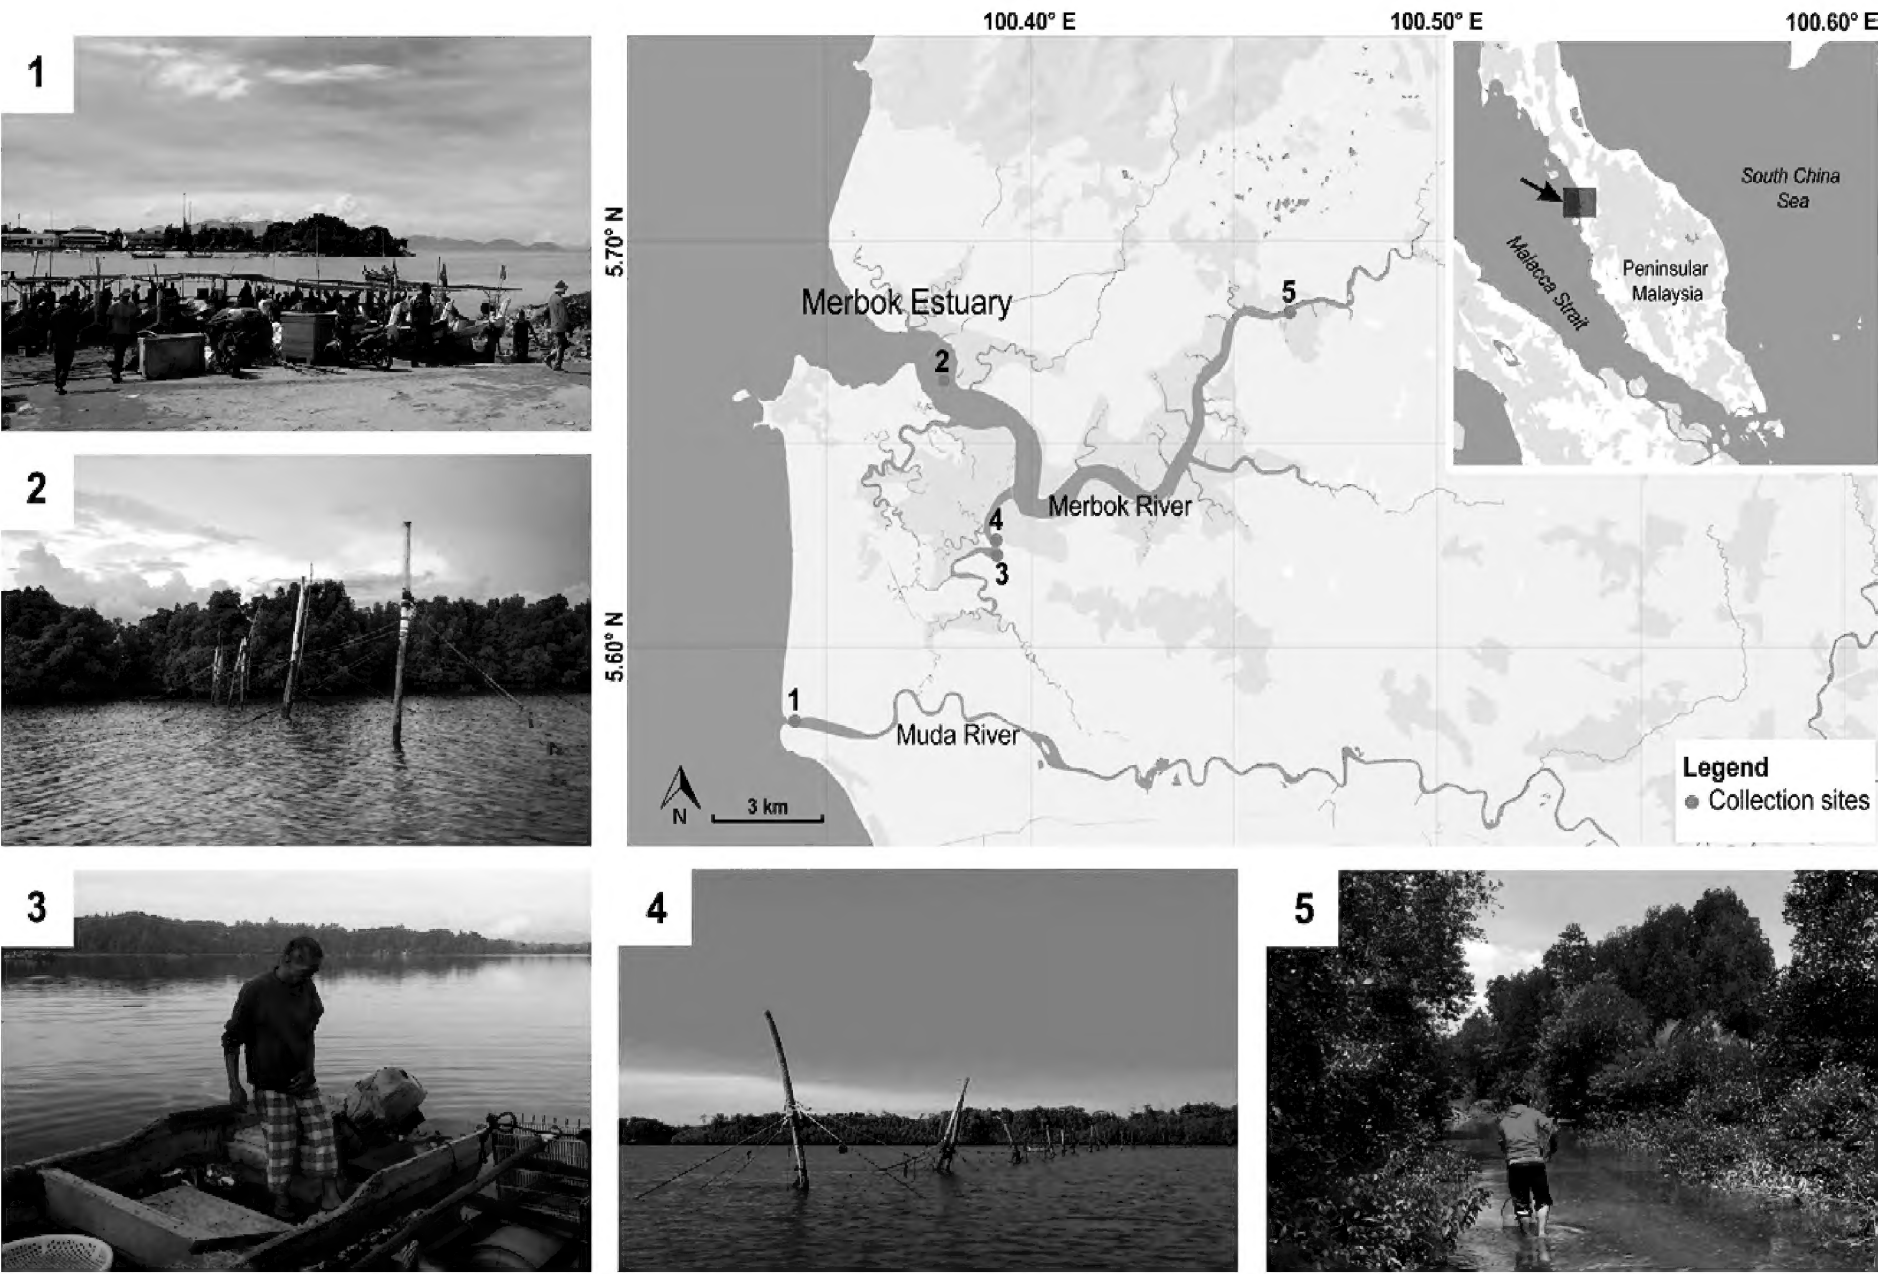 100.40° E
100.50° E
100.60° E
1
5.70° N
5.60° N
South China
Sea
Malacca Strait
Peninsular
Malaysia
Merbok Estuary
5
2
Merbok River
4
3
1
Muda River
N
3 km
Legend
Collection sites
2
3
4
5